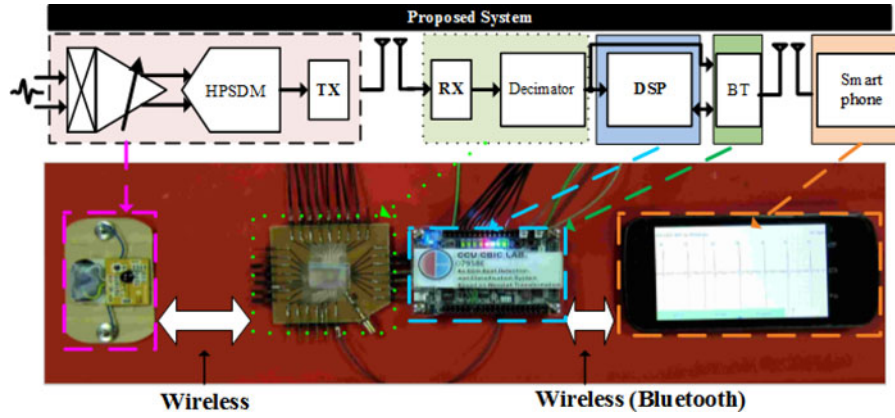 Proposed System
HPSDM
TX
RX
Decimator
DSP
BT
Smart
phone
CCU CBIC LAB.
Wireless
Wireless (Bluetooth)